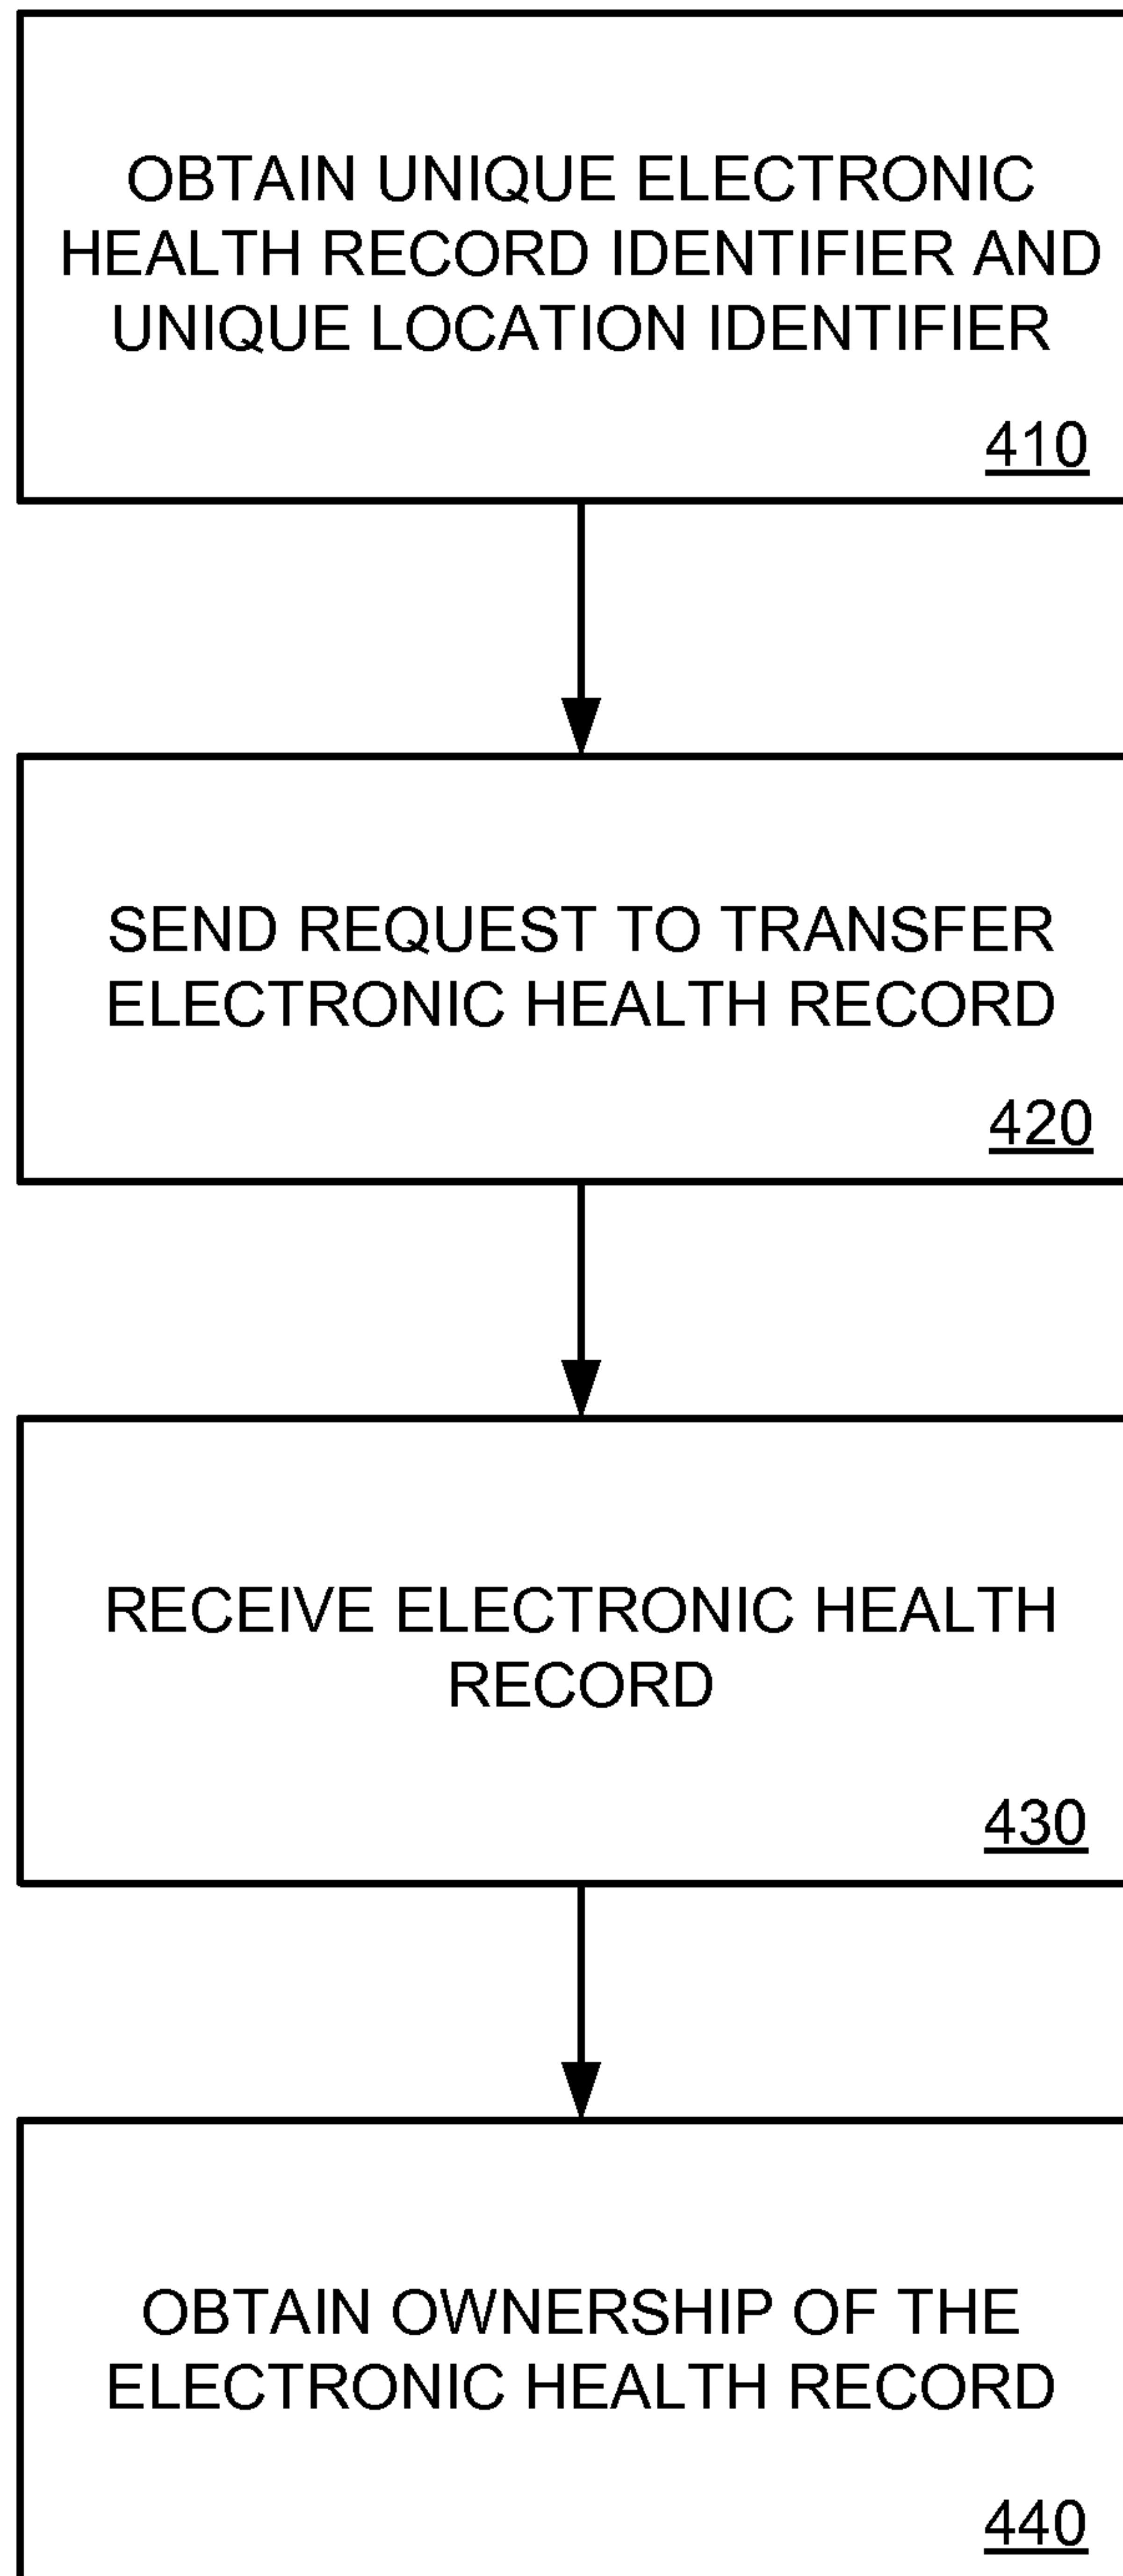 OBTAIN UNIQUE ELECTRONIC
HEALTH RECORD IDENTIFIER AND
UNIQUE LOCATION IDENTIFIER
410
SEND REQUEST TO TRANSFER
ELECTRONIC HEALTH RECORD
420
RECEIVE ELECTRONIC HEALTH
RECORD
430
OBTAIN OWNERSHIP OF THE
ELECTRONIC HEALTH RECORD
440